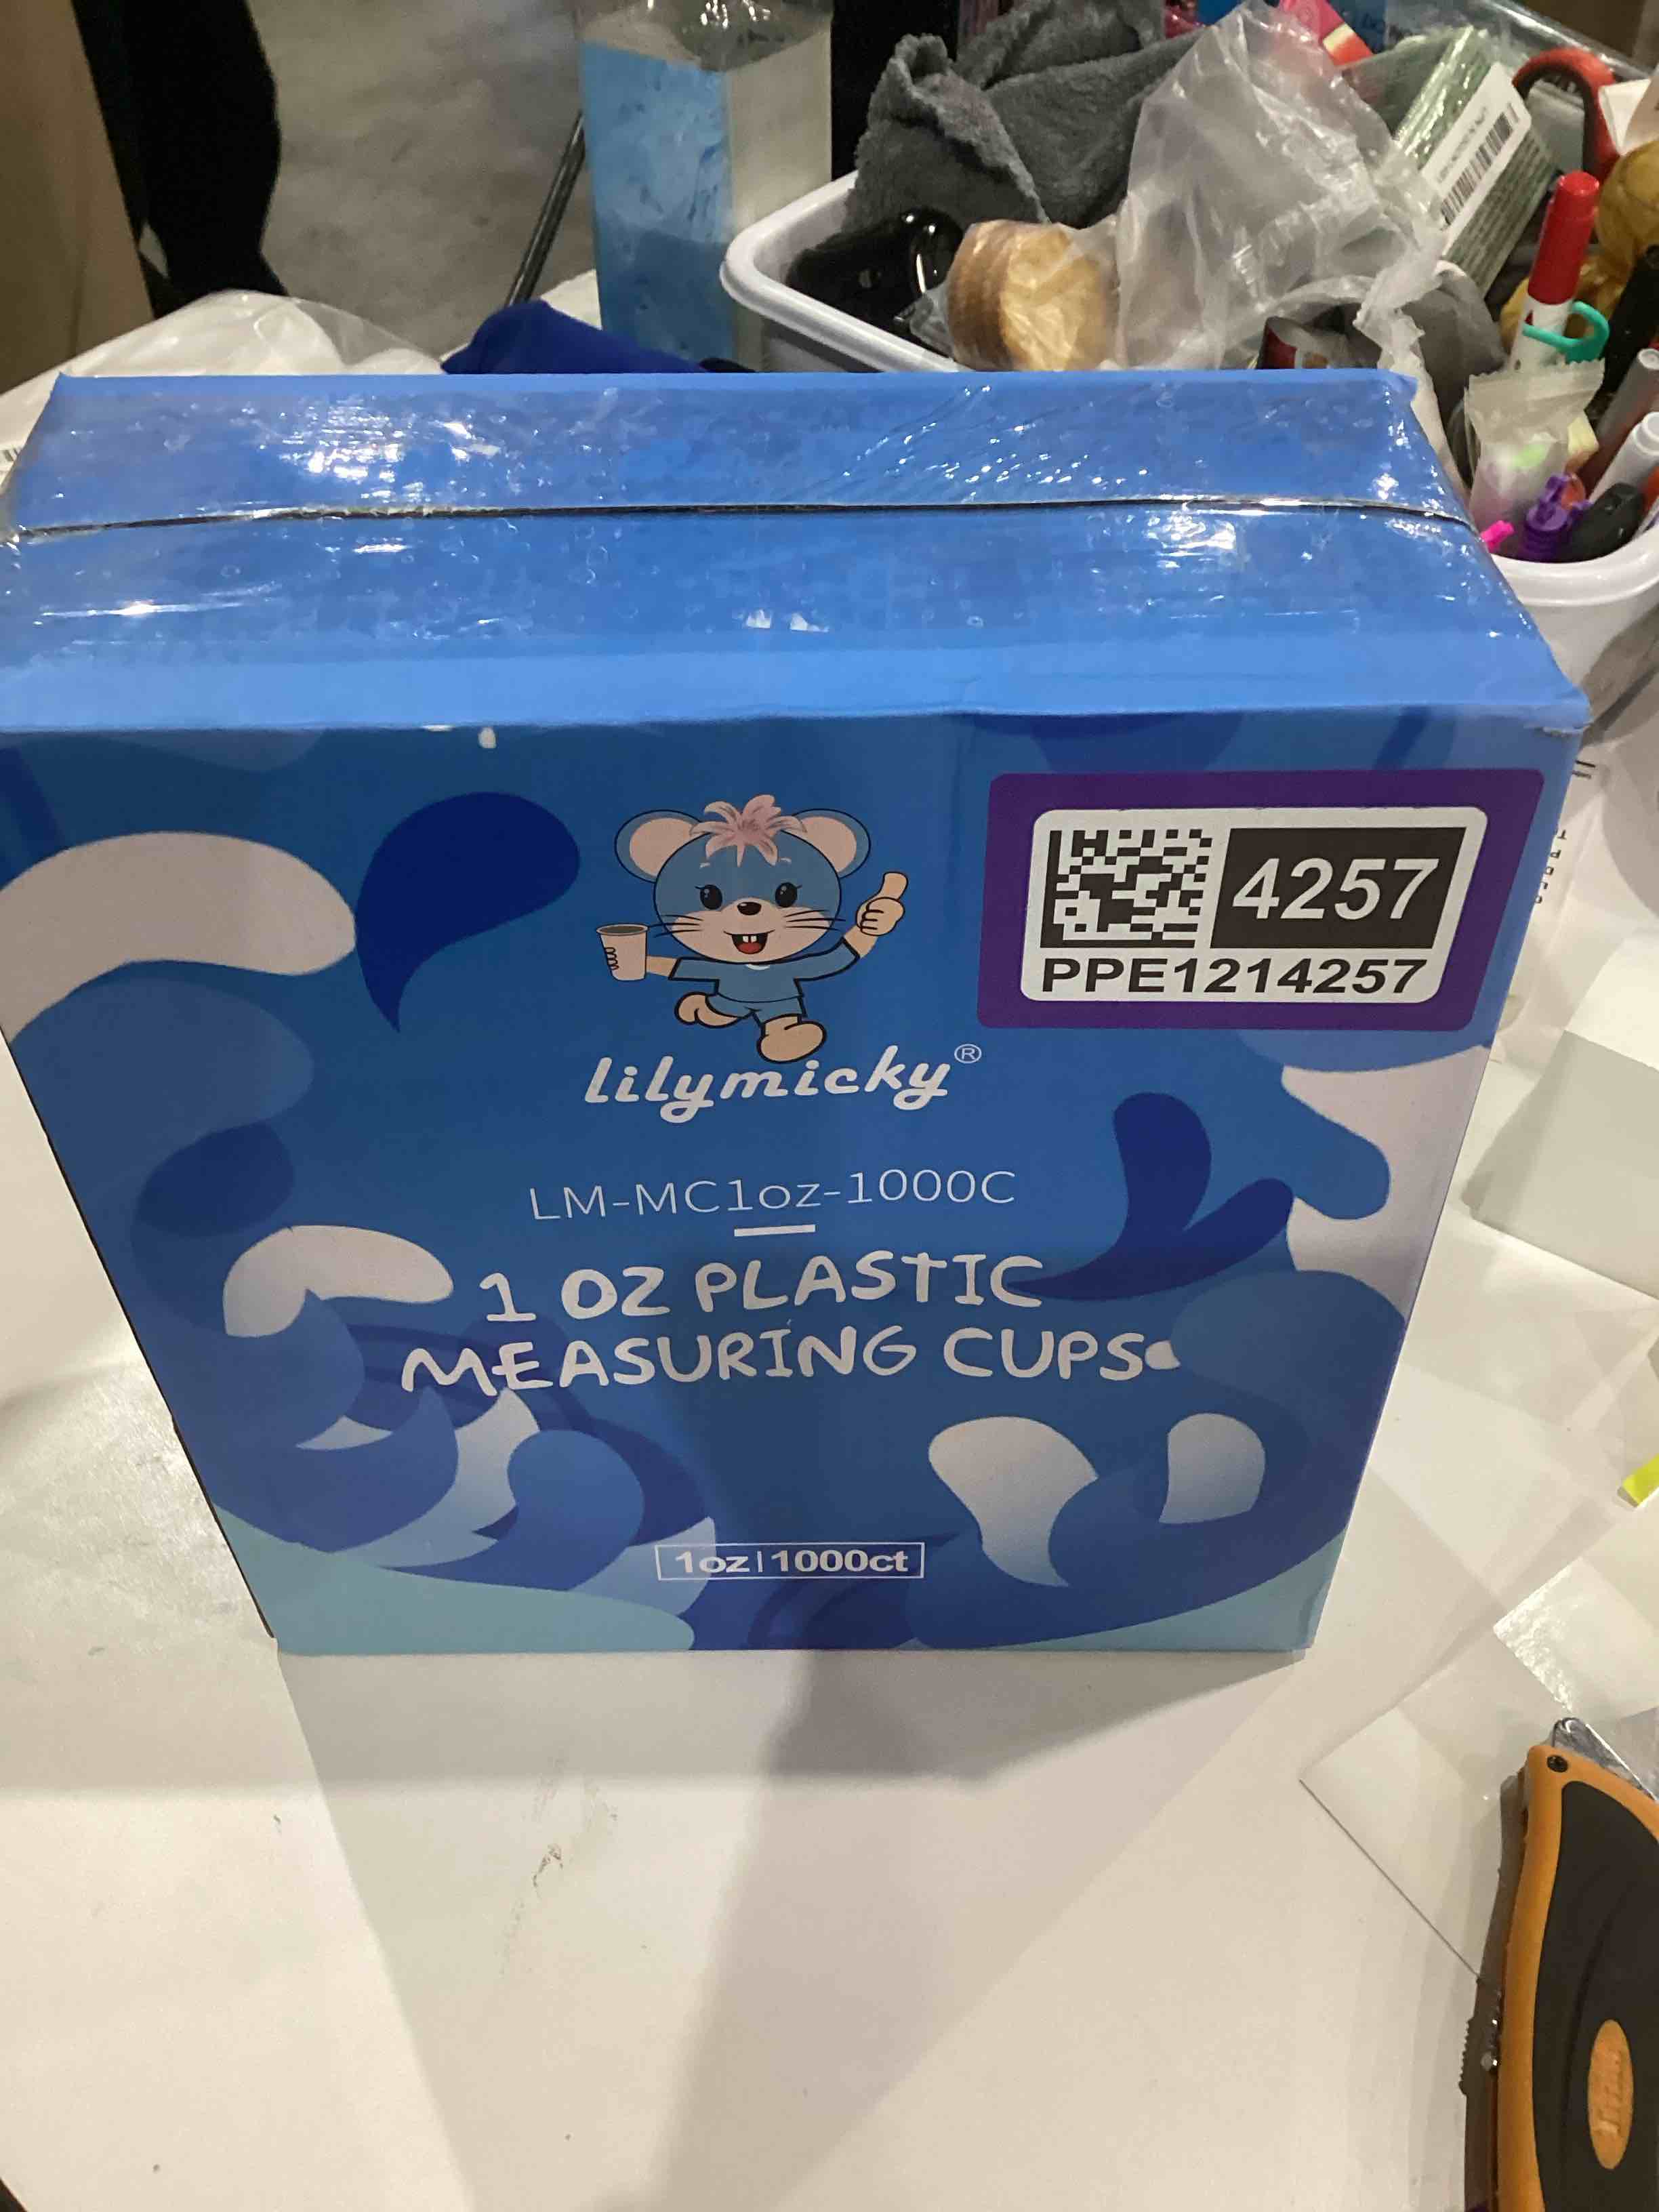 4257
PPE1214257
lilymicky®
LM-MC1oz-1000C
1 OZ PLASTIC
MEASURING CUPS
1oz|1000ct